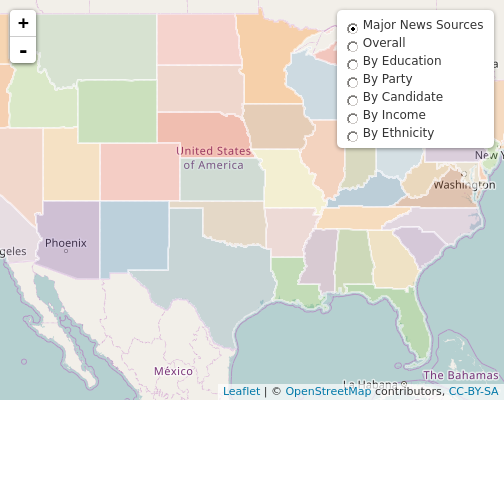 +
-
Major News Sources
Overall
By Education
By Party
By Candidate
By Income
By Ethnicity
United States
of America
New Y
Washington
Phoenix
geles
México
La Habana
The Bahamas
Leaflet | © OpenStreetMap contributors, CC-BY-SA